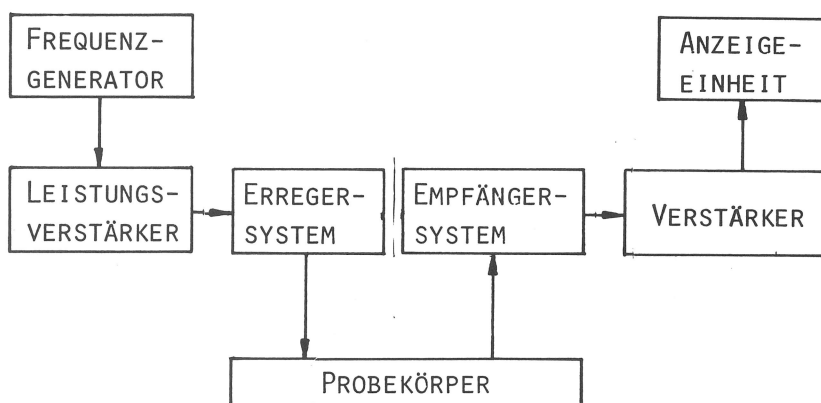 FREQUENZ-
GENERATOR
ANZEIGE-
EINHEIT
LEISTUNGS-
VERSTÄRKER
ERREGER-
SYSTEM
EMPFÄNGER-
SYSTEM
VERSTÄRKER
PROBEKÖRPER